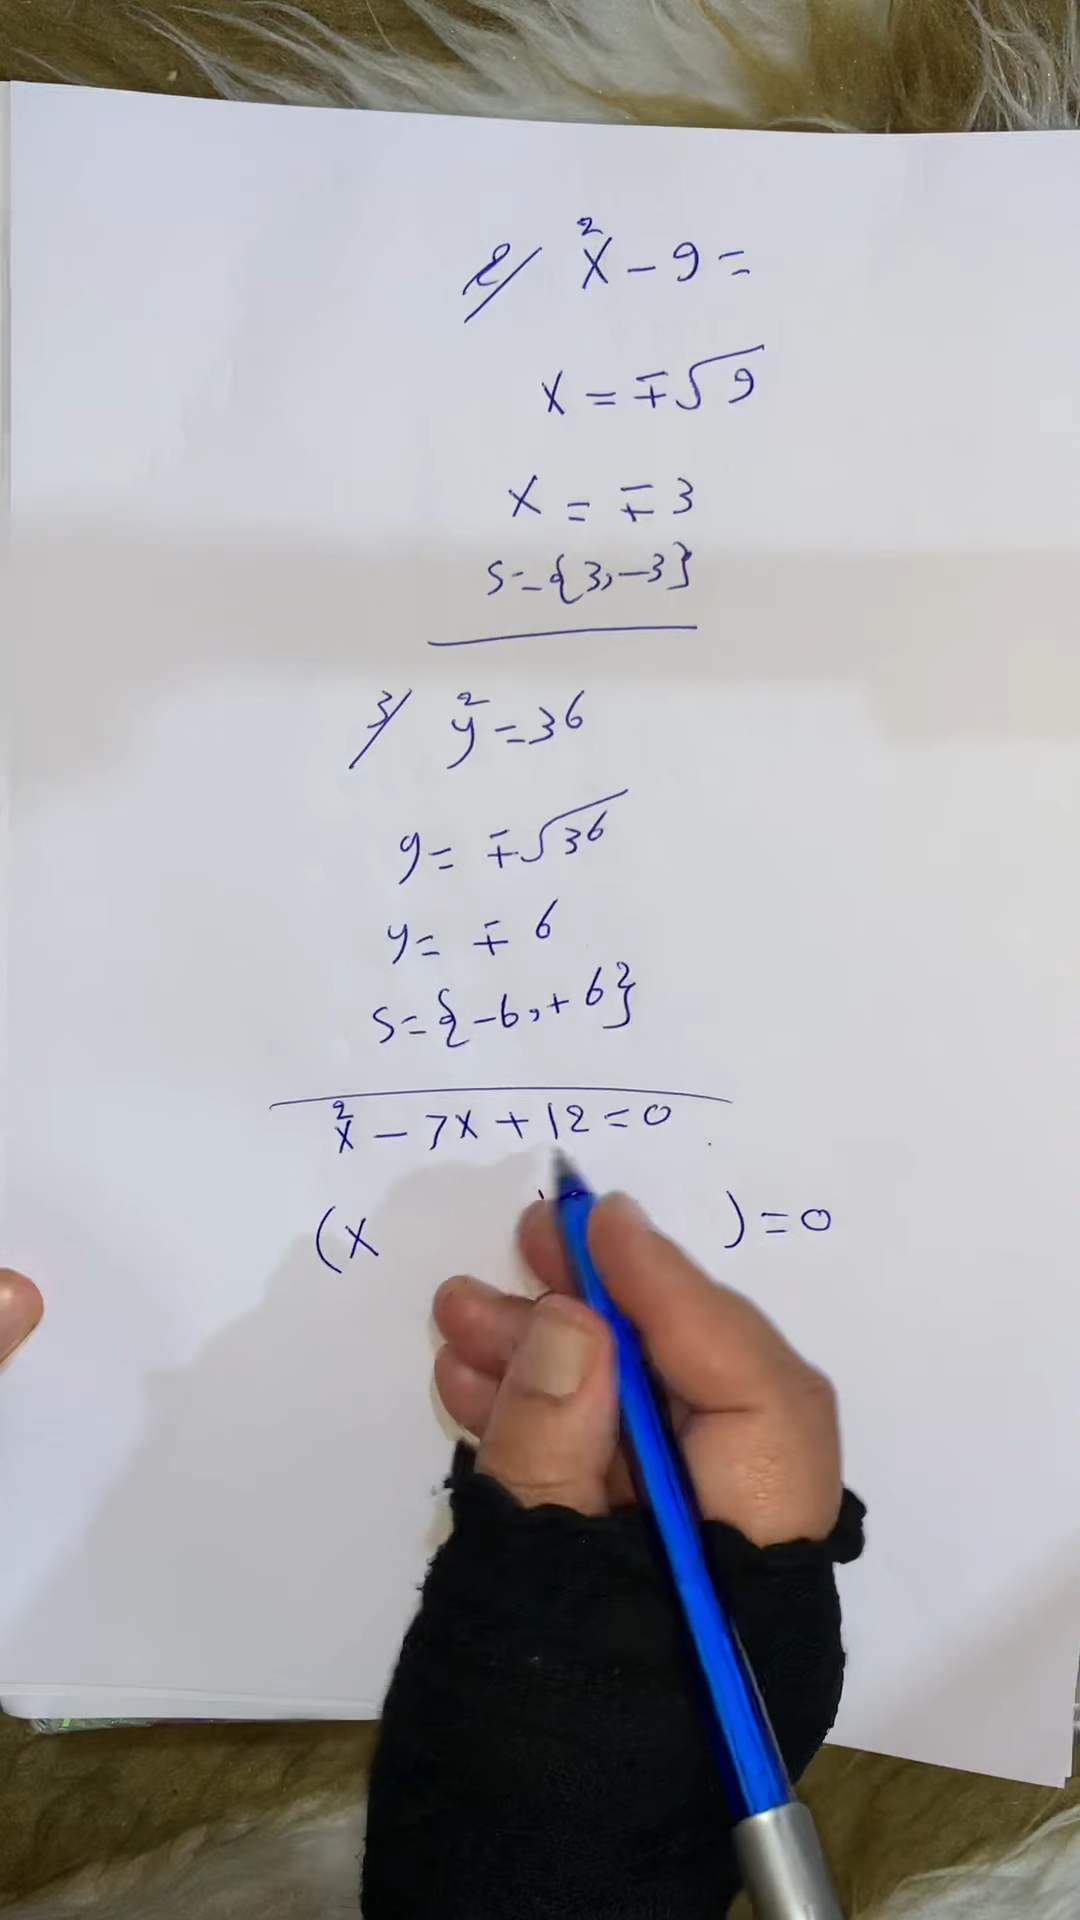 2/ x² - 9 =
x = ∓√9
x = ∓3
S = {3, -3}
3/ y² = 36
y = ∓√36
y = ∓6
S = {-6, +6}
x² - 7x + 12 = 0
(x ) = 0